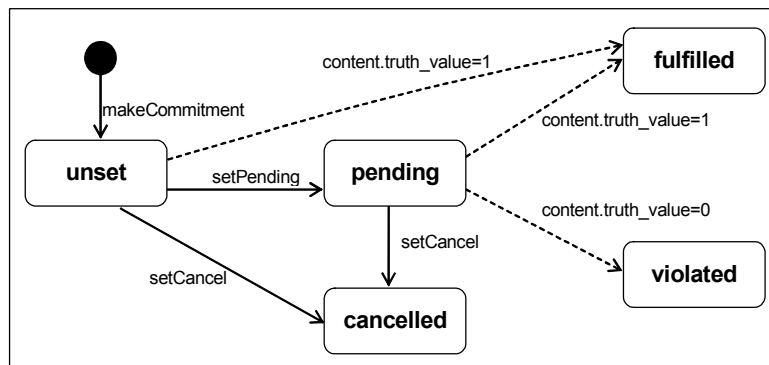 content.truth_value=1
fulfilled
makeCommitment
content.truth_value=1
unset
setPending
pending
content.truth_value=0
setCancel
setCancel
violated
cancelled